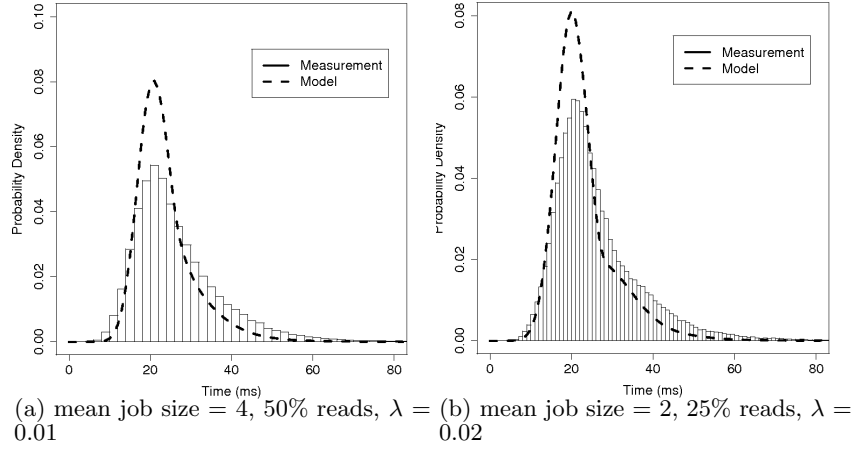 0.10
0.08
0.06
0.04
0.02
0.00
Probability Density
Measurement
Model
0 20 40 60 80
Time (ms)
(a) mean job size = 4, 50% reads, λ = 0.01
0.08
0.06
0.04
0.02
0.00
Probability Density
Measurement
Model
0 20 40 60 80
Time (ms)
(b) mean job size = 2, 25% reads, λ = 0.02